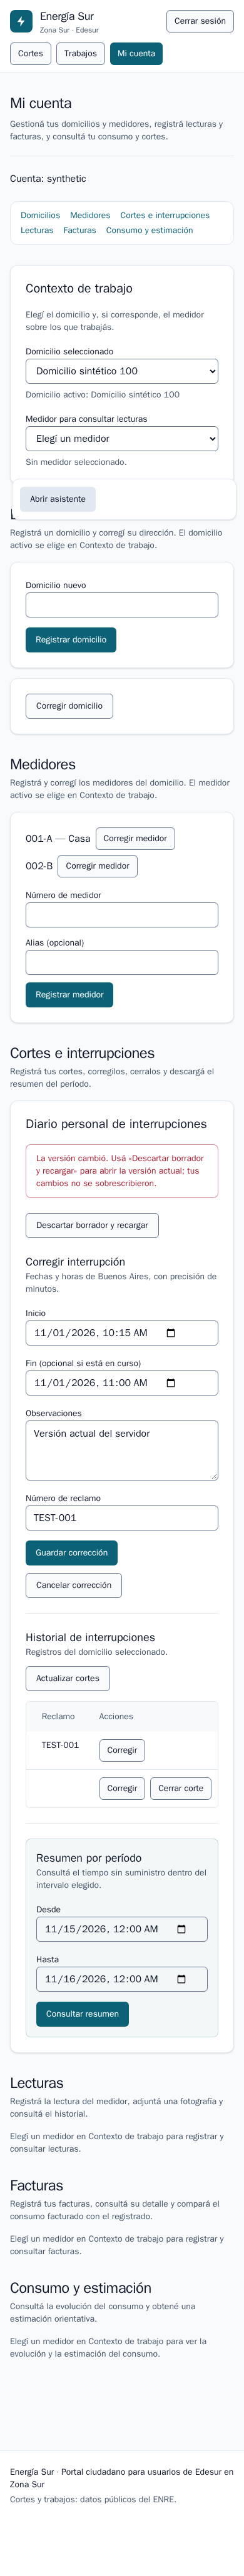 Energía Sur
Zona Sur · Edesur
Cerrar sesión
Cortes
Trabajos
Mi cuenta
Mi cuenta
Gestioná tus domicilios y medidores, registrá lecturas y
facturas, y consultá tu consumo y cortes.
Cuenta: synthetic
Domicilios
Medidores
Cortes e interrupciones
Lecturas
Facturas
Consumo y estimación
Contexto de trabajo
Elegí el domicilio y, si corresponde, el medidor
sobre los que trabajás.
Domicilio seleccionado
Domicilio sintético 100
Domicilio activo: Domicilio sintético 100
Medidor para consultar lecturas
Elegí un medidor
Sin medidor seleccionado.
Abrir asistente
Registrá un domicilio y corregí su dirección. El domicilio
activo se elige en Contexto de trabajo.
Domicilio nuevo
Registrar domicilio
Corregir domicilio
Medidores
Registrá y corregí los medidores del domicilio. El medidor
activo se elige en Contexto de trabajo.
001-A — Casa
Corregir medidor
002-B
Corregir medidor
Número de medidor
Alias (opcional)
Registrar medidor
Cortes e interrupciones
Registrá tus cortes, corregilos, cerralos y descargá el
resumen del período.
Diario personal de interrupciones
La versión cambió. Usá «Descartar borrador
y recargar» para abrir la versión actual; tus
cambios no se sobrescribieron.
Descartar borrador y recargar
Corregir interrupción
Fechas y horas de Buenos Aires, con precisión de
minutos.
Inicio
11/01/2026, 10:15 AM
Fin (opcional si está en curso)
11/01/2026, 11:00 AM
Observaciones
Versión actual del servidor
Número de reclamo
TEST-001
Guardar corrección
Cancelar corrección
Historial de interrupciones
Registros del domicilio seleccionado.
Actualizar cortes
Reclamo
Acciones
TEST-001
Corregir
Corregir
Cerrar corte
Resumen por período
Consultá el tiempo sin suministro dentro del
intervalo elegido.
Desde
11/15/2026, 12:00 AM
Hasta
11/16/2026, 12:00 AM
Consultar resumen
Lecturas
Registrá la lectura del medidor, adjuntá una fotografía y
consultá el historial.
Elegí un medidor en Contexto de trabajo para registrar y
consultar lecturas.
Facturas
Registrá tus facturas, consultá su detalle y compará el
consumo facturado con el registrado.
Elegí un medidor en Contexto de trabajo para registrar y
consultar facturas.
Consumo y estimación
Consultá la evolución del consumo y obtené una
estimación orientativa.
Elegí un medidor en Contexto de trabajo para ver la
evolución y la estimación del consumo.
Energía Sur · Portal ciudadano para usuarios de Edesur en
Zona Sur
Cortes y trabajos: datos públicos del ENRE.